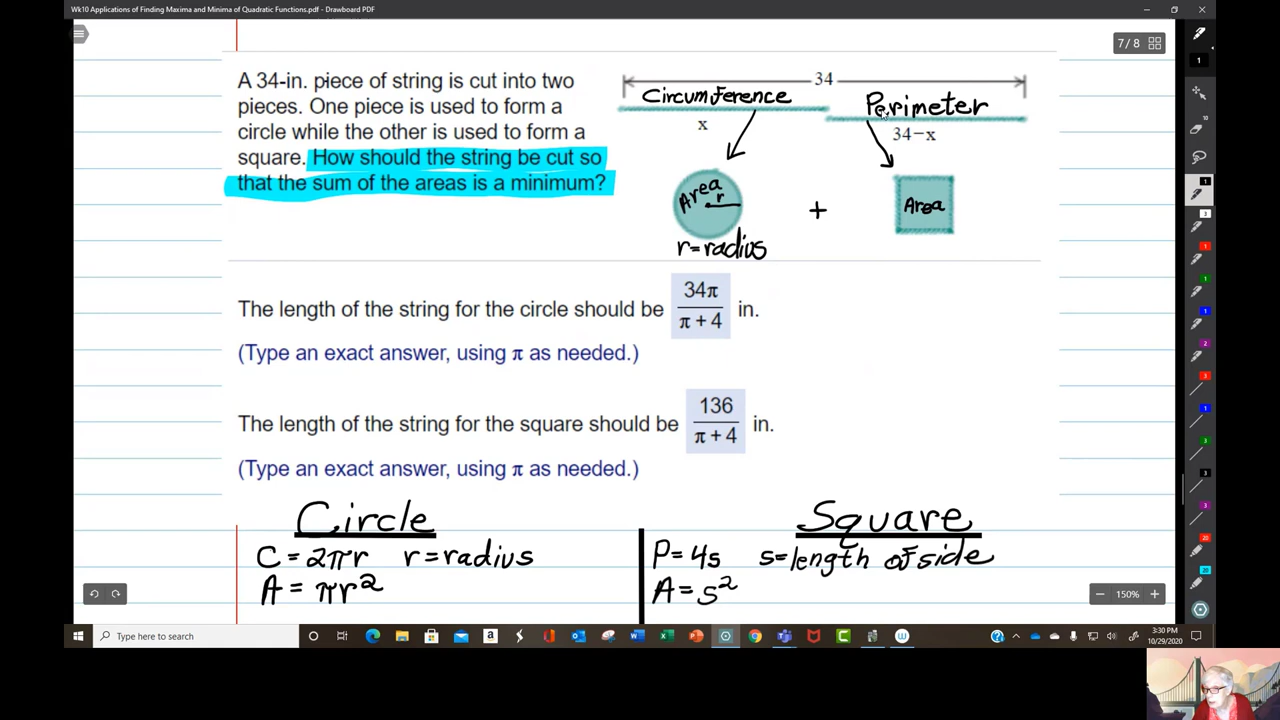 Wk10 Applications of Finding Maxima and Minima of Quadratic Functions.pdf - Drawboard PDF
7 / 8
A 34-in. piece of string is cut into two
pieces. One piece is used to form a
circle while the other is used to form a
square. How should the string be cut so
that the sum of the areas is a minimum?
34
Circumference
Perimeter
x
34−x
Area
r
+
Area
r=radius
The length of the string for the circle should be 34π/(π + 4) in.
(Type an exact answer, using π as needed.)
The length of the string for the square should be 136/(π + 4) in.
(Type an exact answer, using π as needed.)
Circle
C = 2πr r=radius
A = πr²
Square
P= 4s s=length of side
A = s²
150%
Type here to search
3:30 PM
10/29/2020